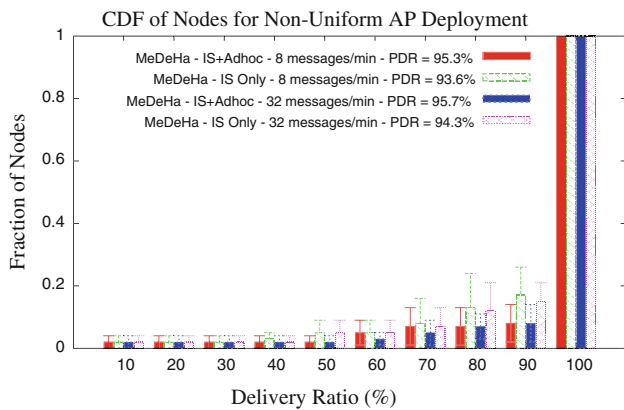 CDF of Nodes for Non-Uniform AP Deployment
1
0.8
0.6
0.4
0.2
0
Fraction of Nodes
MeDeHa - IS+Adhoc - 8 messages/min - PDR = 95.3%
MeDeHa - IS Only - 8 messages/min - PDR = 93.6%
MeDeHa - IS+Adhoc - 32 messages/min - PDR = 95.7%
MeDeHa - IS Only - 32 messages/min - PDR = 94.3%
10 20 30 40 50 60 70 80 90 100
Delivery Ratio (%)